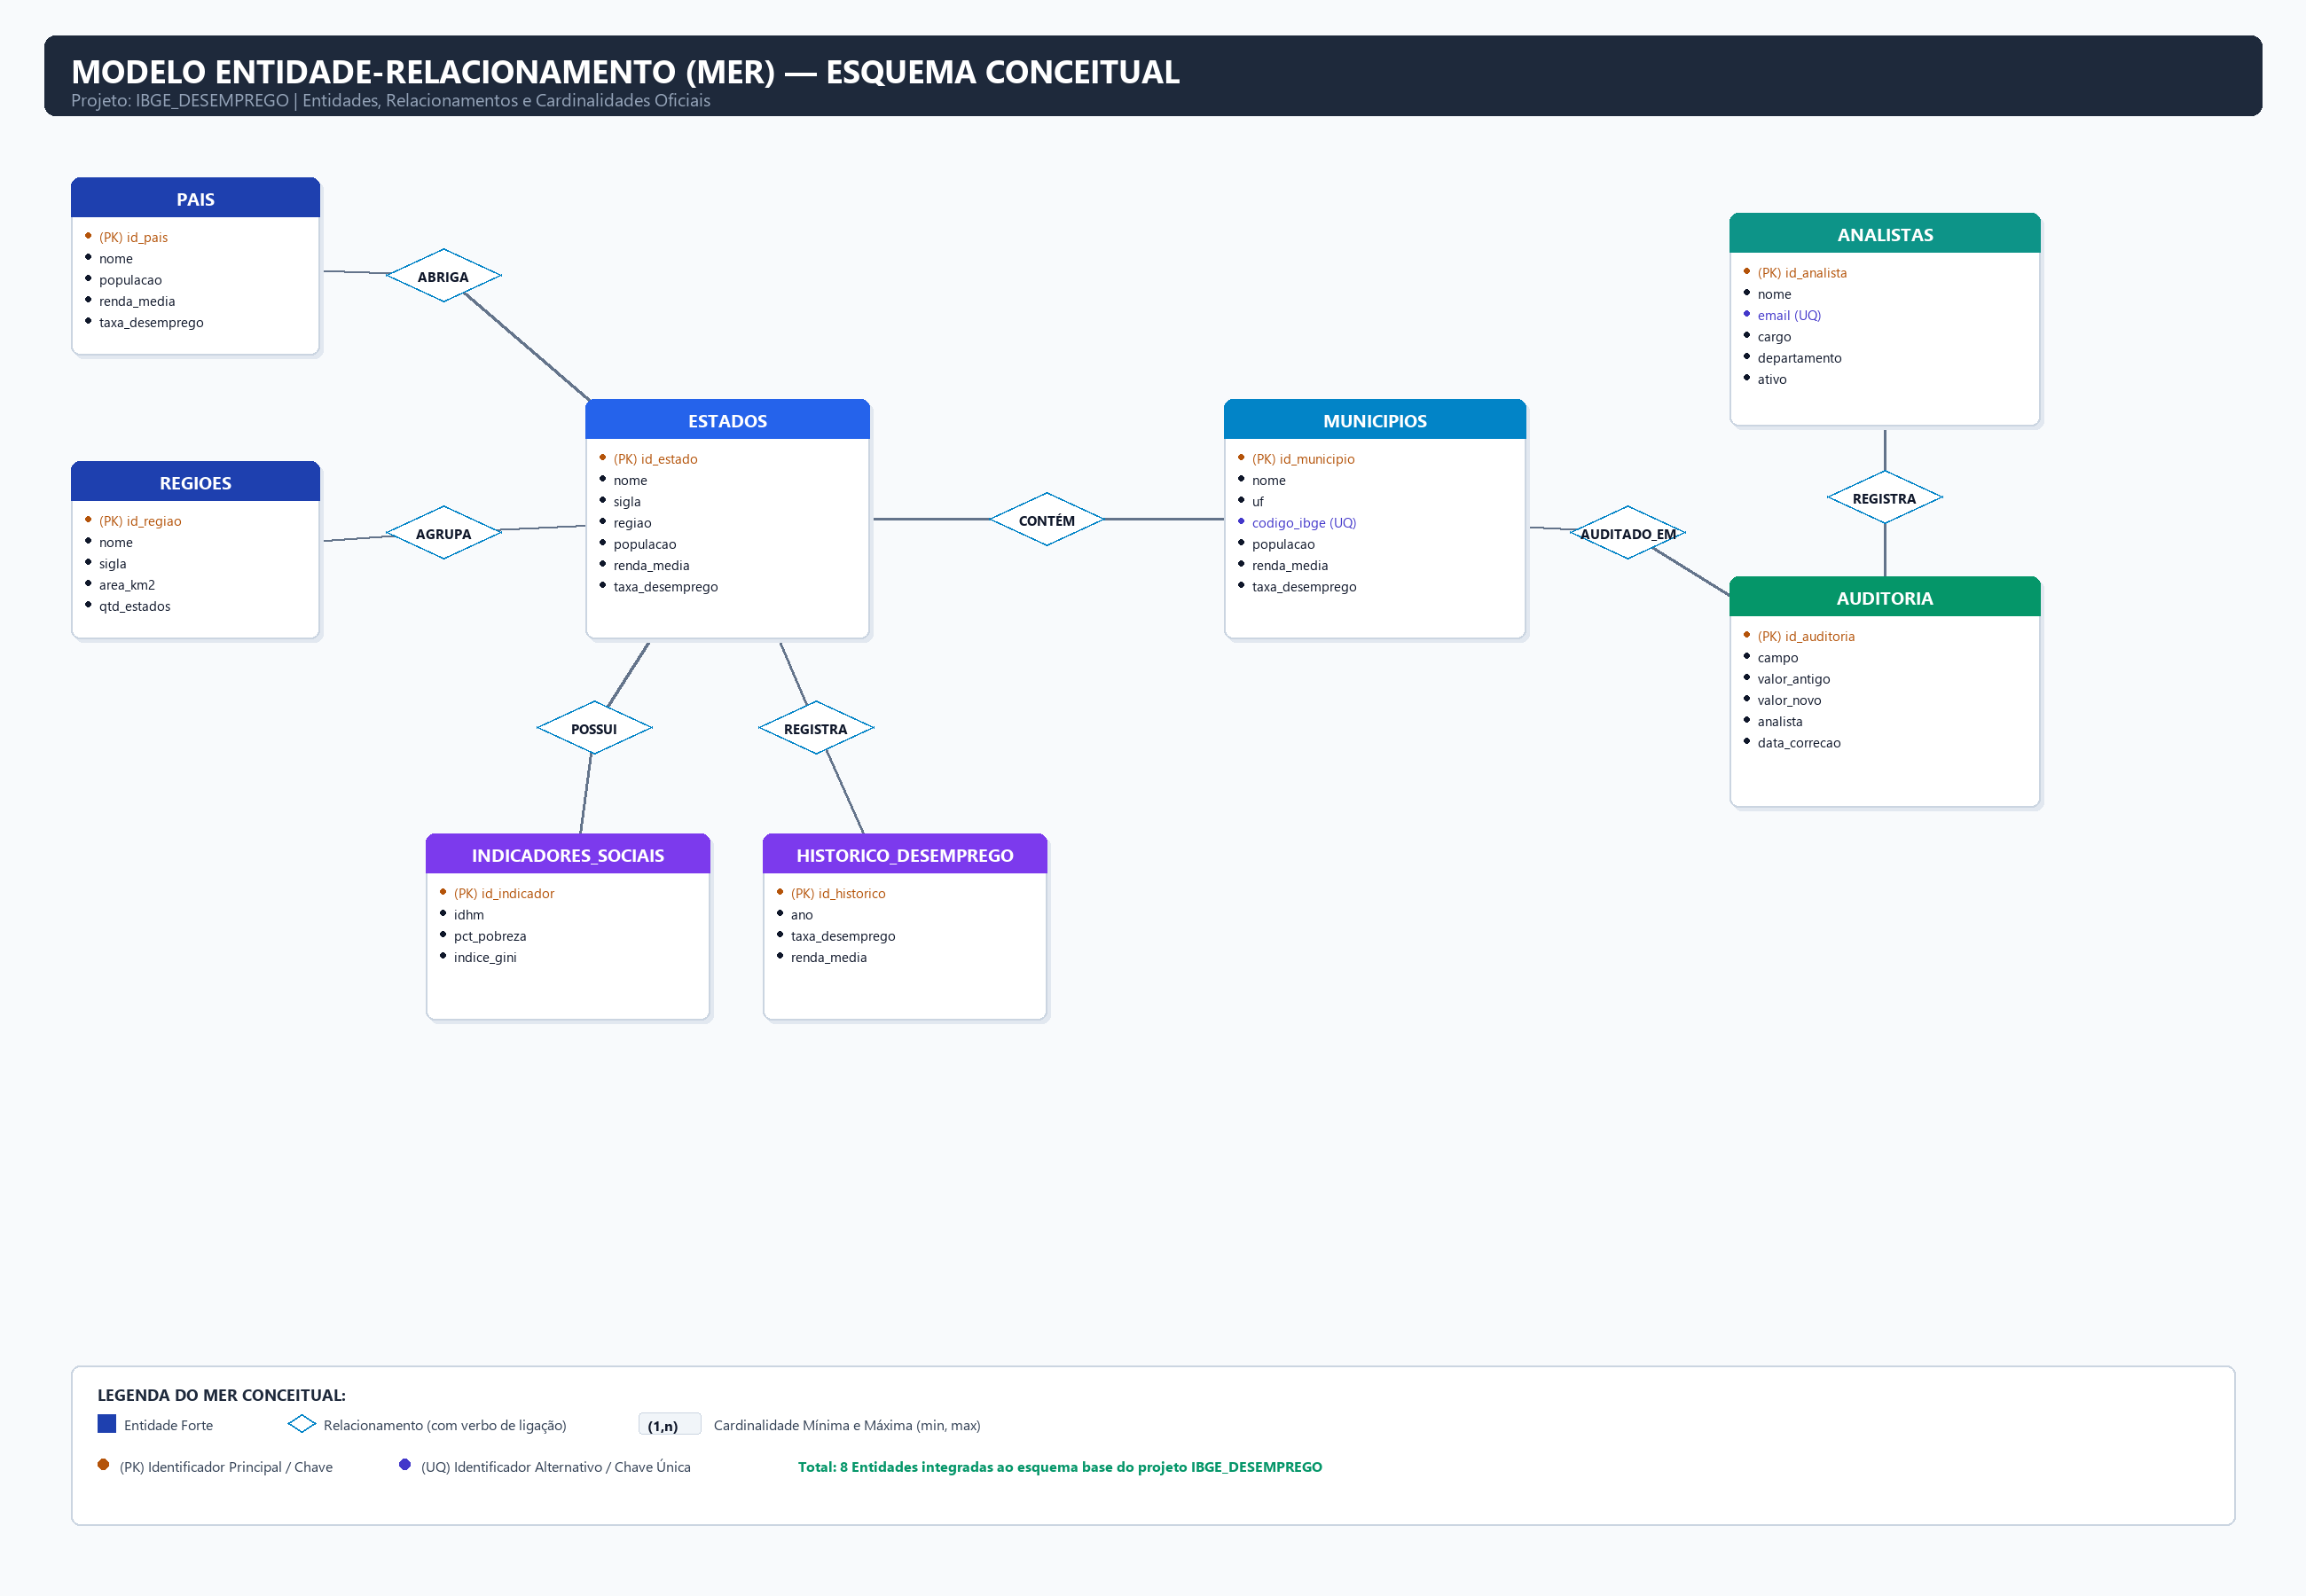 MODELO ENTIDADE-RELACIONAMENTO (MER) — ESQUEMA CONCEITUAL
Projeto: IBGE_DESEMPREGO | Entidades, Relacionamentos e Cardinalidades Oficiais
PAIS
(PK) id_pais
nome
populacao
renda_media
taxa_desemprego
ABRIGA
REGIOES
(PK) id_regiao
nome
sigla
area_km2
qtd_estados
AGRUPA
ESTADOS
(PK) id_estado
nome
sigla
regiao
populacao
renda_media
taxa_desemprego
CONTÉM
MUNICIPIOS
(PK) id_municipio
nome
uf
codigo_ibge (UQ)
populacao
renda_media
taxa_desemprego
AUDITADO_EM
ANALISTAS
(PK) id_analista
nome
email (UQ)
cargo
departamento
ativo
REGISTRA
AUDITORIA
(PK) id_auditoria
campo
valor_antigo
valor_novo
analista
data_correcao
POSSUI
REGISTRA
INDICADORES_SOCIAIS
(PK) id_indicador
idhm
pct_pobreza
indice_gini
HISTORICO_DESEMPREGO
(PK) id_historico
ano
taxa_desemprego
renda_media
LEGENDA DO MER CONCEITUAL:
Entidade Forte
Relacionamento (com verbo de ligação)
(1,n)
Cardinalidade Mínima e Máxima (min, max)
(PK) Identificador Principal / Chave
(UQ) Identificador Alternativo / Chave Única
Total: 8 Entidades integradas ao esquema base do projeto IBGE_DESEMPREGO